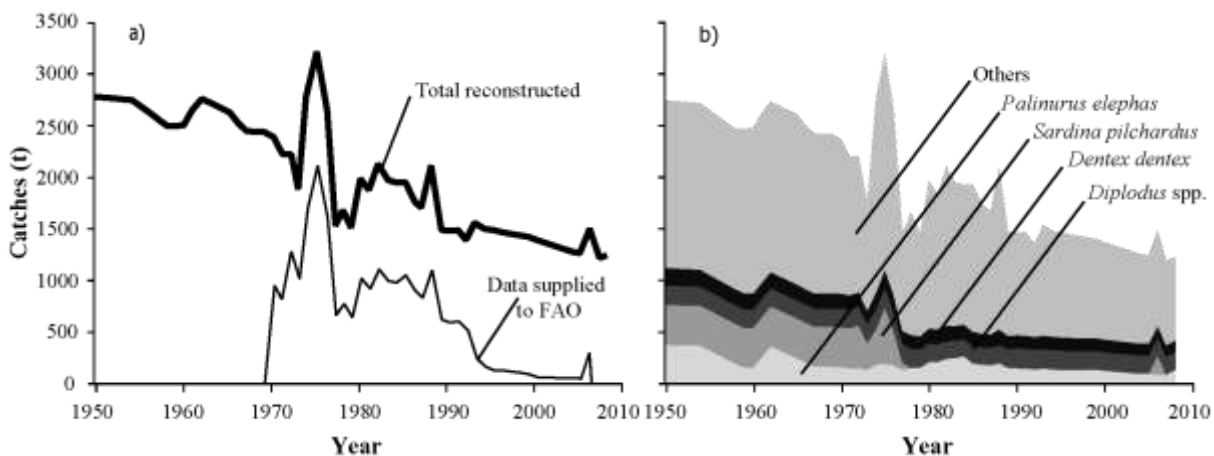 a)
Catches (t)
3500
3000
2500
2000
1500
1000
500
0
Total reconstructed
Data supplied
to FAO
1950 1960 1970 1980 1990 2000 2010
Year
b)
Others
Palinurus elephas
Sardina pilchardus
Dentex dentex
Diplodus spp.
1950 1960 1970 1980 1990 2000 2010
Year